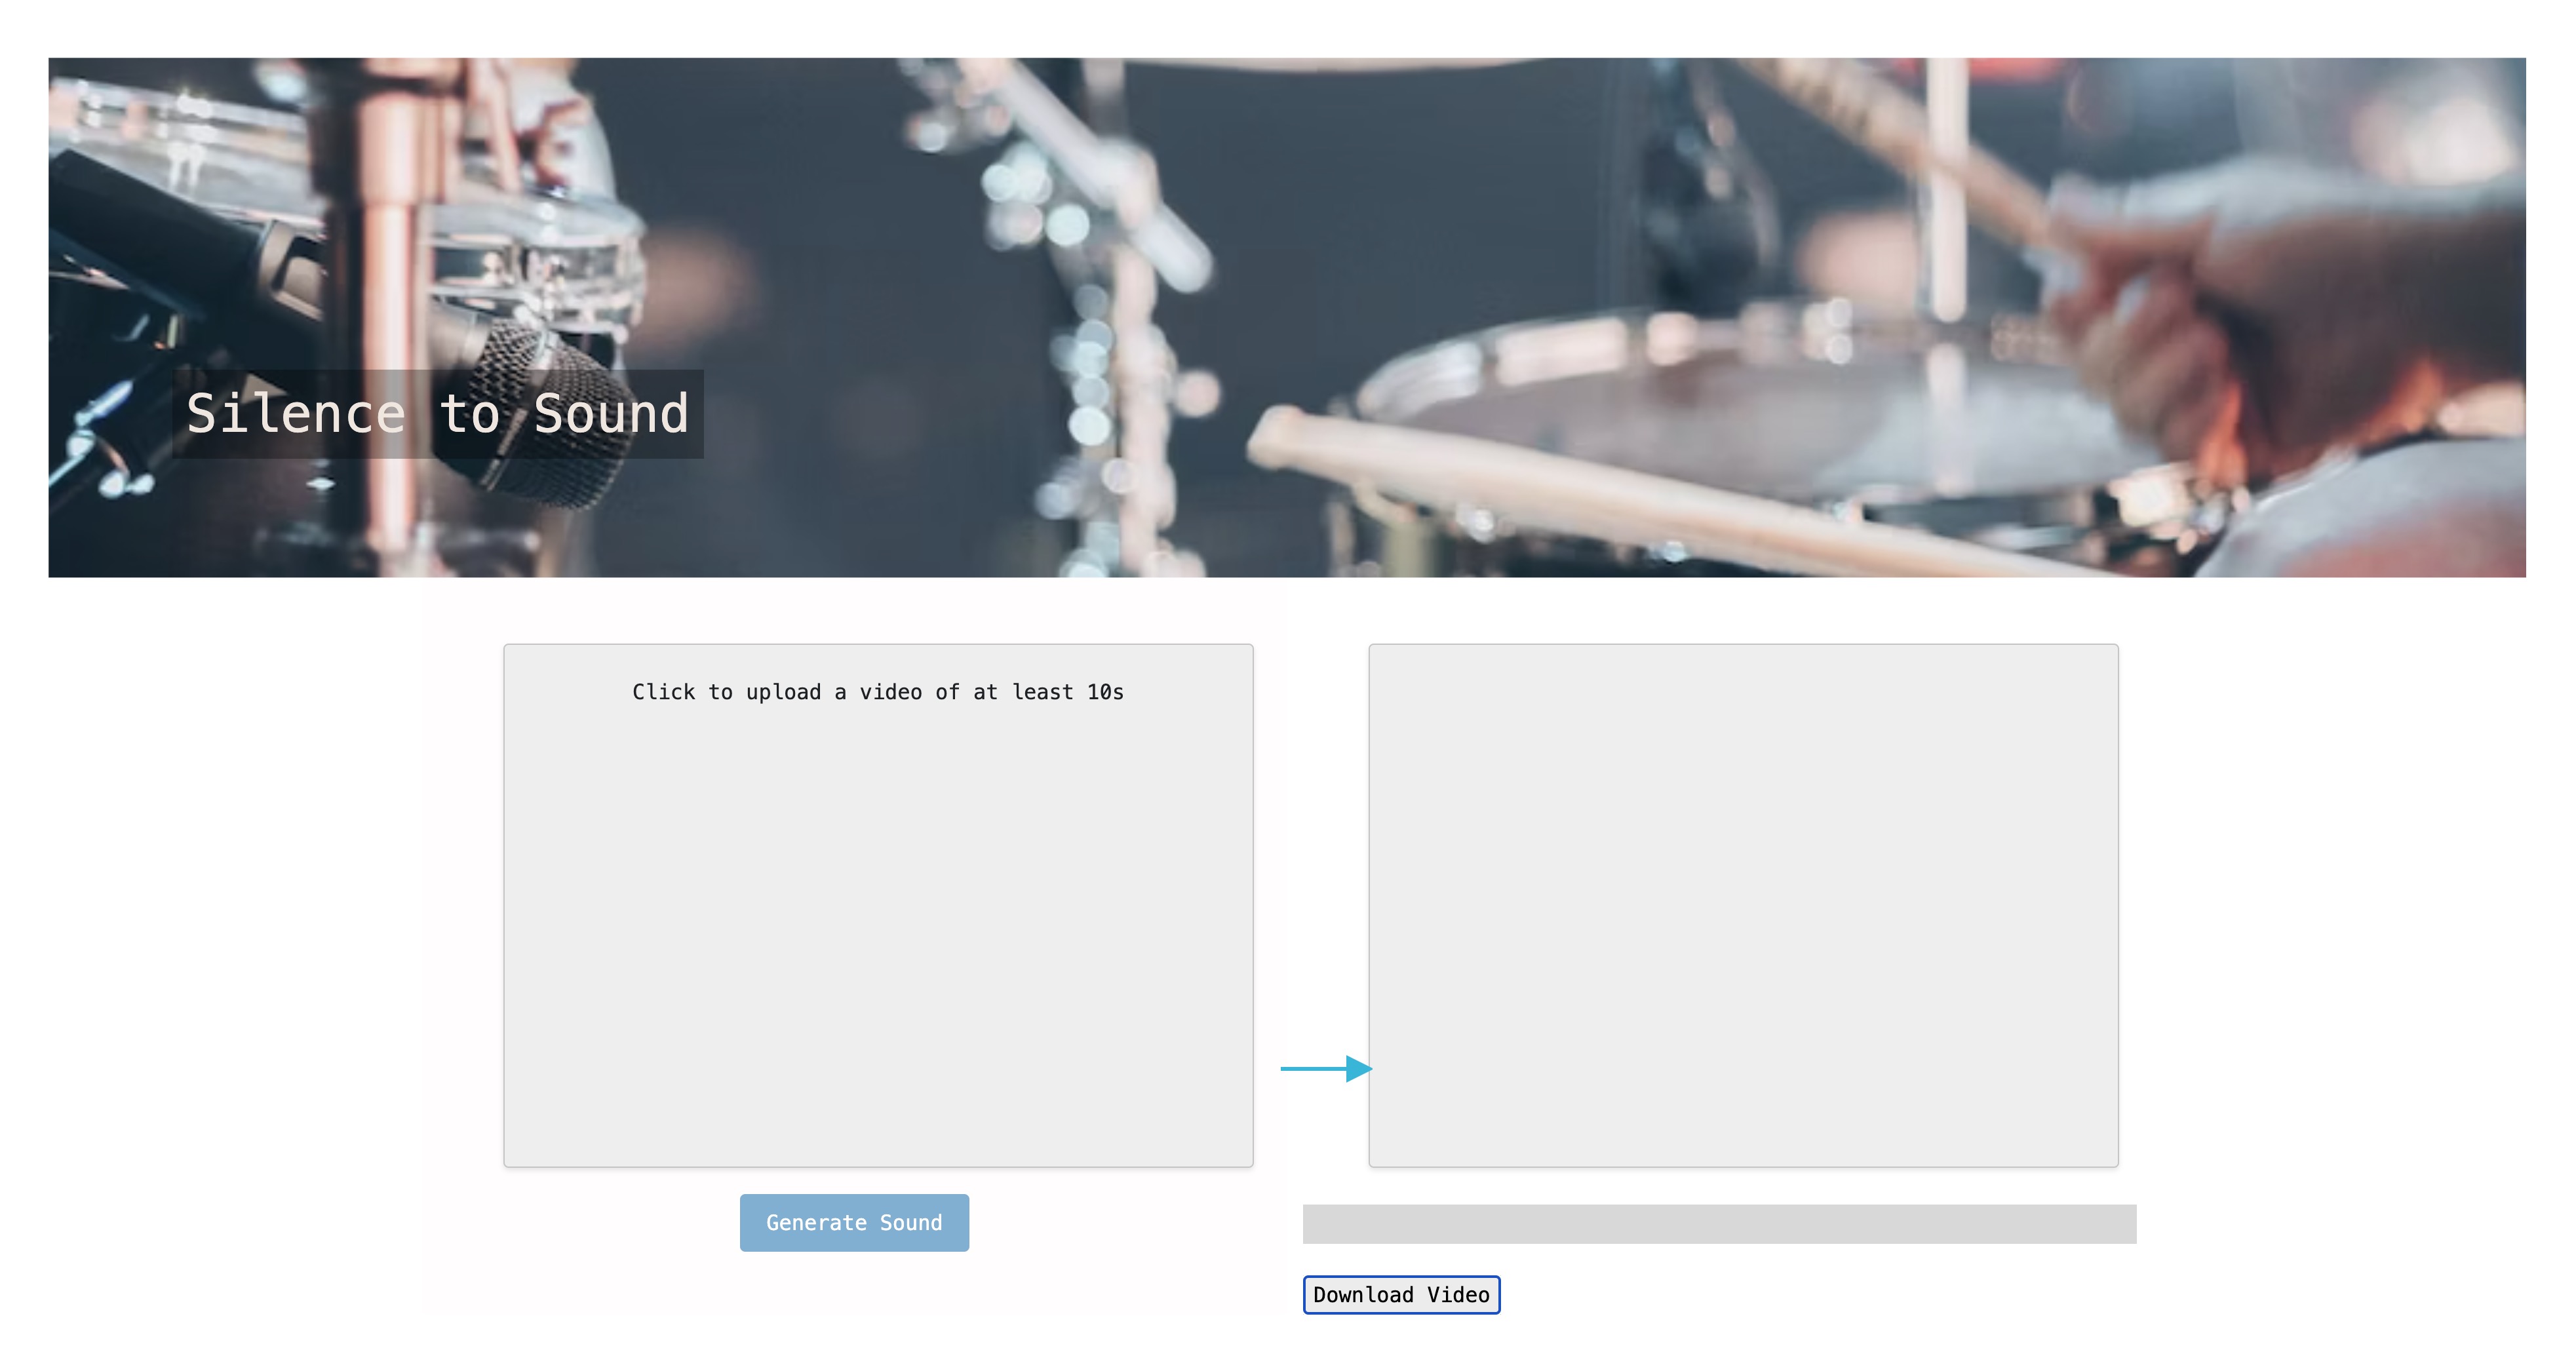 Silence to Sound
Click to upload a video of at least 10s
Generate Sound
Download Video